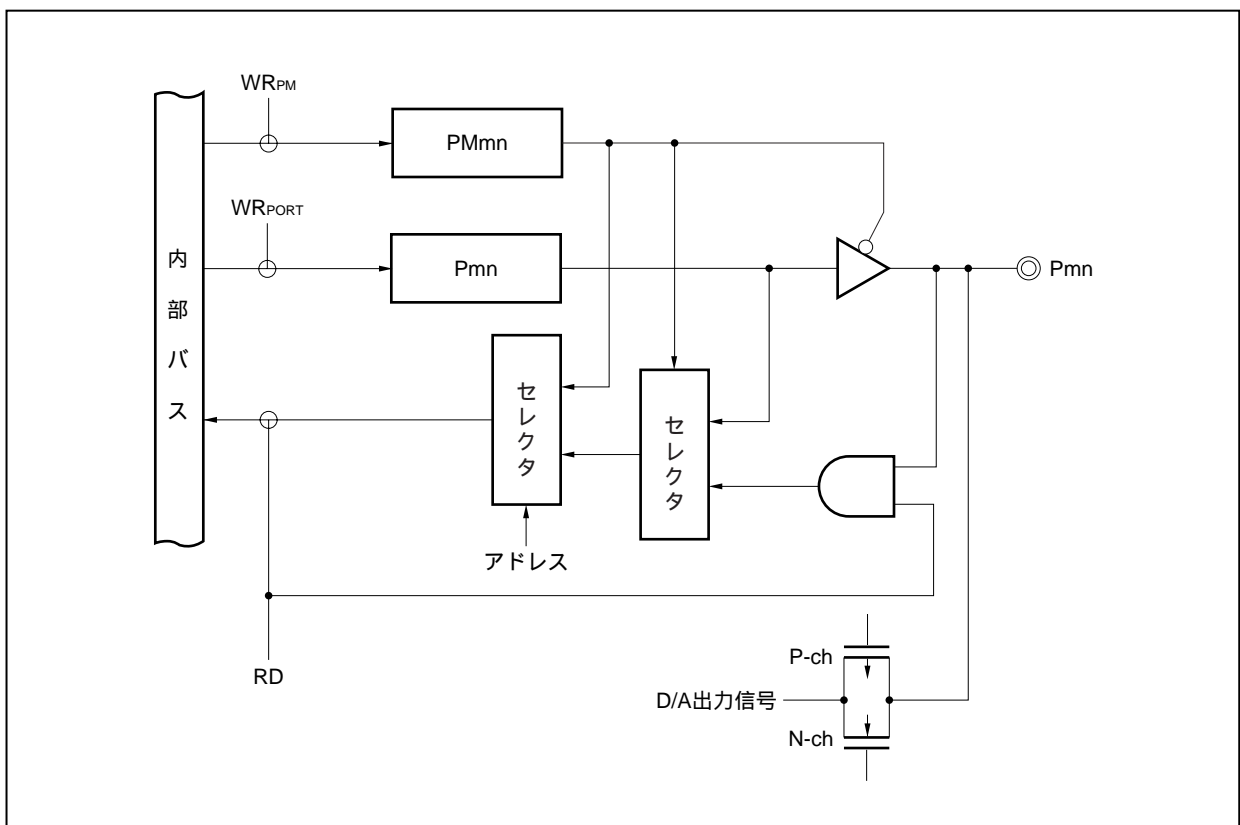 WRPM
PMmn
WRPORT
Pmn
Pmn
内部バス
セレクタ
セレクタ
アドレス
RD
P-ch
D/A出力信号
N-ch